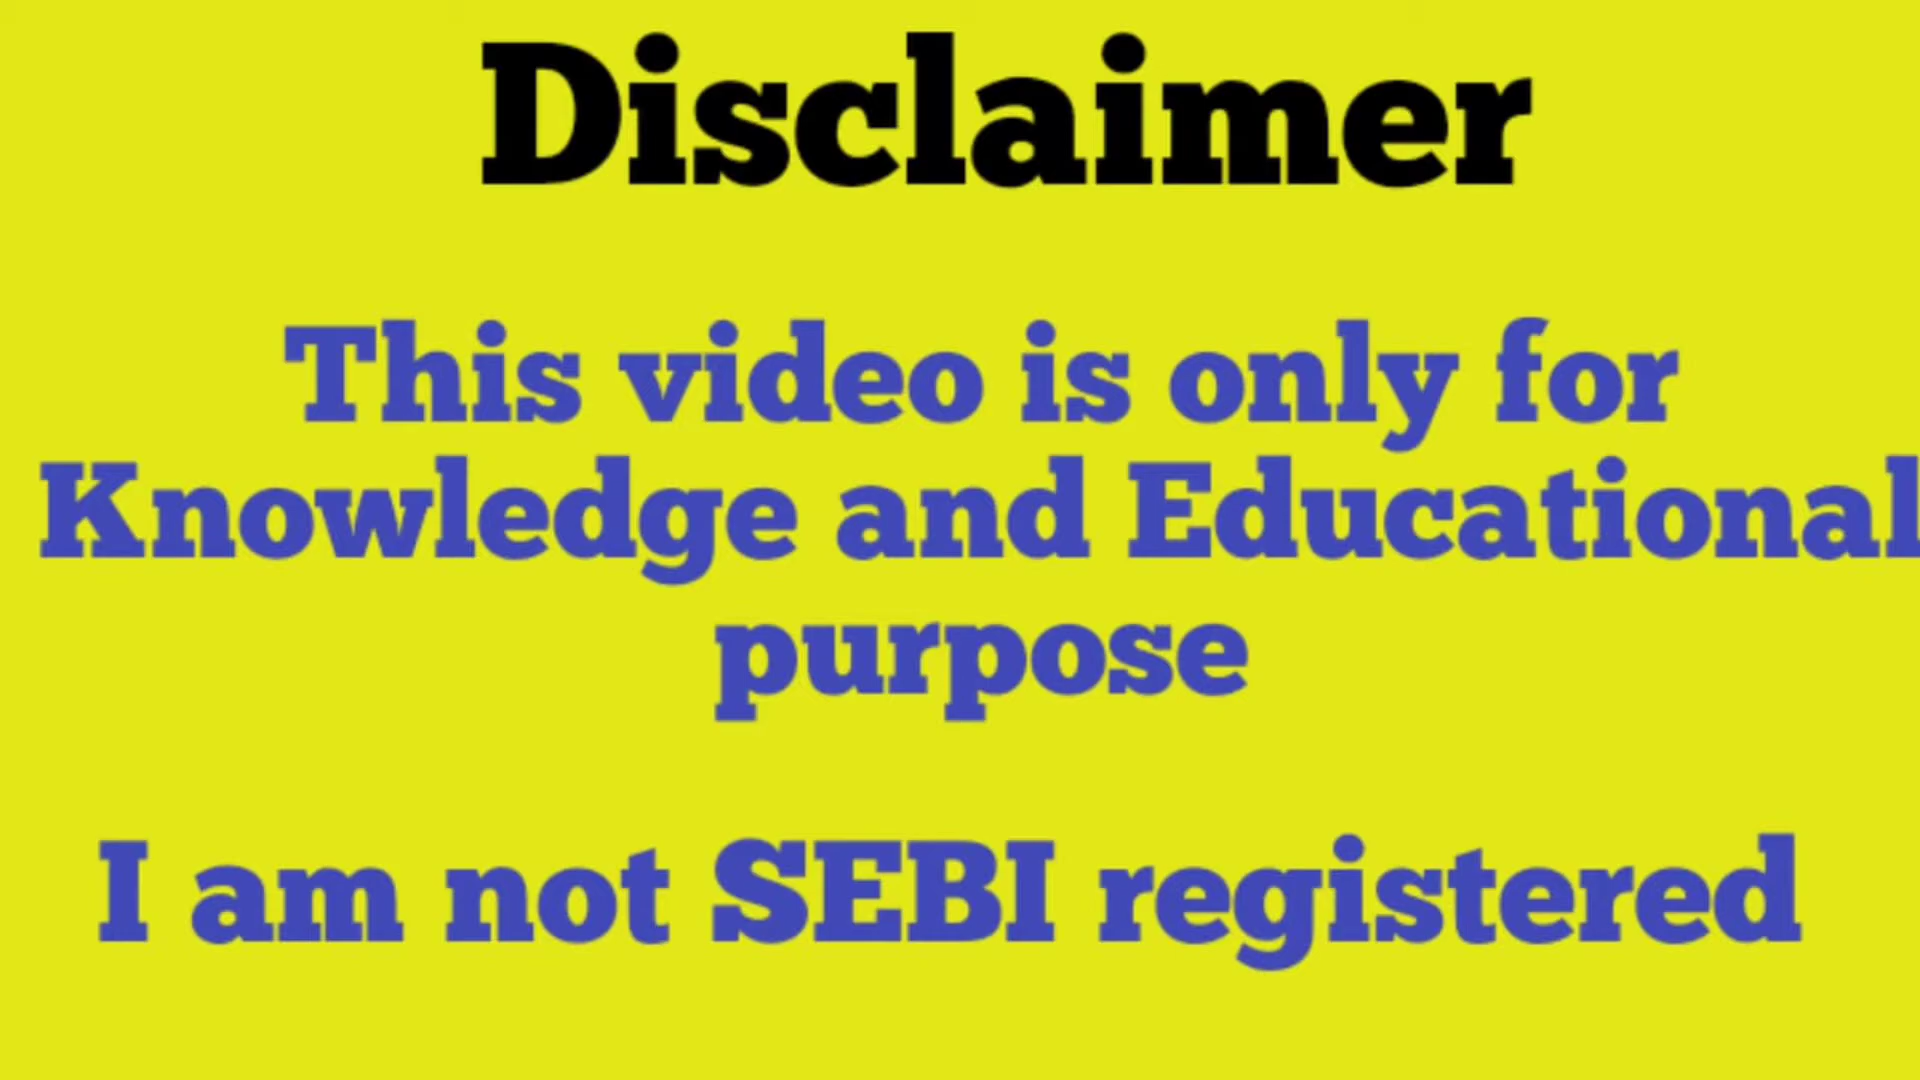 Disclaimer
This video is only for
Knowledge and Educational
purpose
I am not SEBI registered